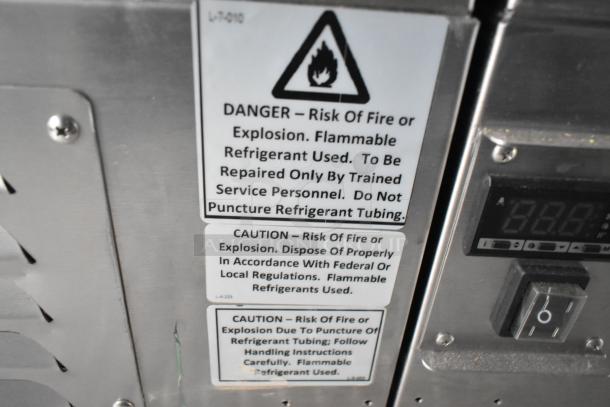 L-7-010
DANGER – Risk Of Fire or
Explosion. Flammable
Refrigerant Used. To Be
Repaired Only By Trained
Service Personnel. Do Not
Puncture Refrigerant Tubing.
CAUTION – Risk Of Fire or
Explosion. Dispose Of Properly
In Accordance With Federal Or
Local Regulations. Flammable
Refrigerants Used.
CAUTION – Risk Of Fire or
Explosion Due To Puncture Of
Refrigerant Tubing; Follow
Handling Instructions
Carefully. Flammable
Refrigerant Used.